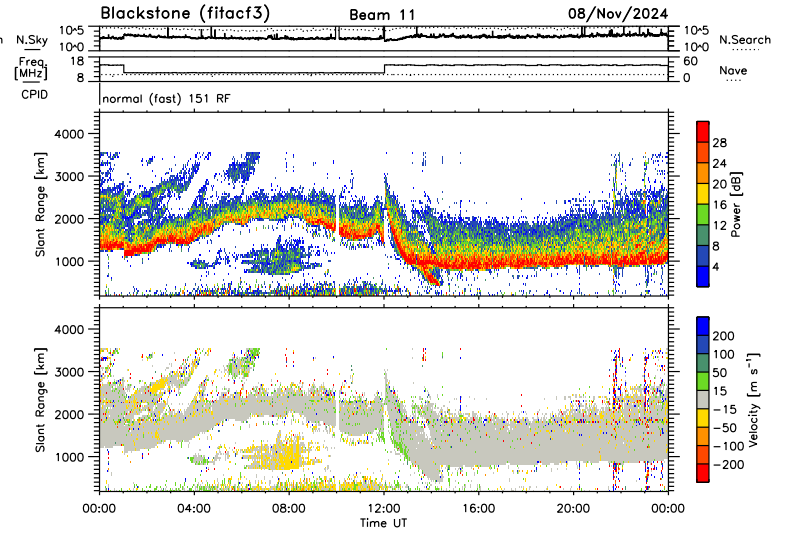 Blackstone (fitacf3) Beam 11 08/Nov/2024
N.Sky 10^5 10^0 10^5 10^0 N.Search
Freq. [MHz] 18 8 60 0 Nave
CPID normal (fast) 151 RF
Slant Range [km]
4000
3000
2000
1000
28
24
20
16
12
8
4
Power [dB]
Slant Range [km]
4000
3000
2000
1000
200
100
50
15
-15
-50
-100
-200
Velocity [m s⁻¹]
00:00 04:00 08:00 12:00 16:00 20:00 00:00
Time UT